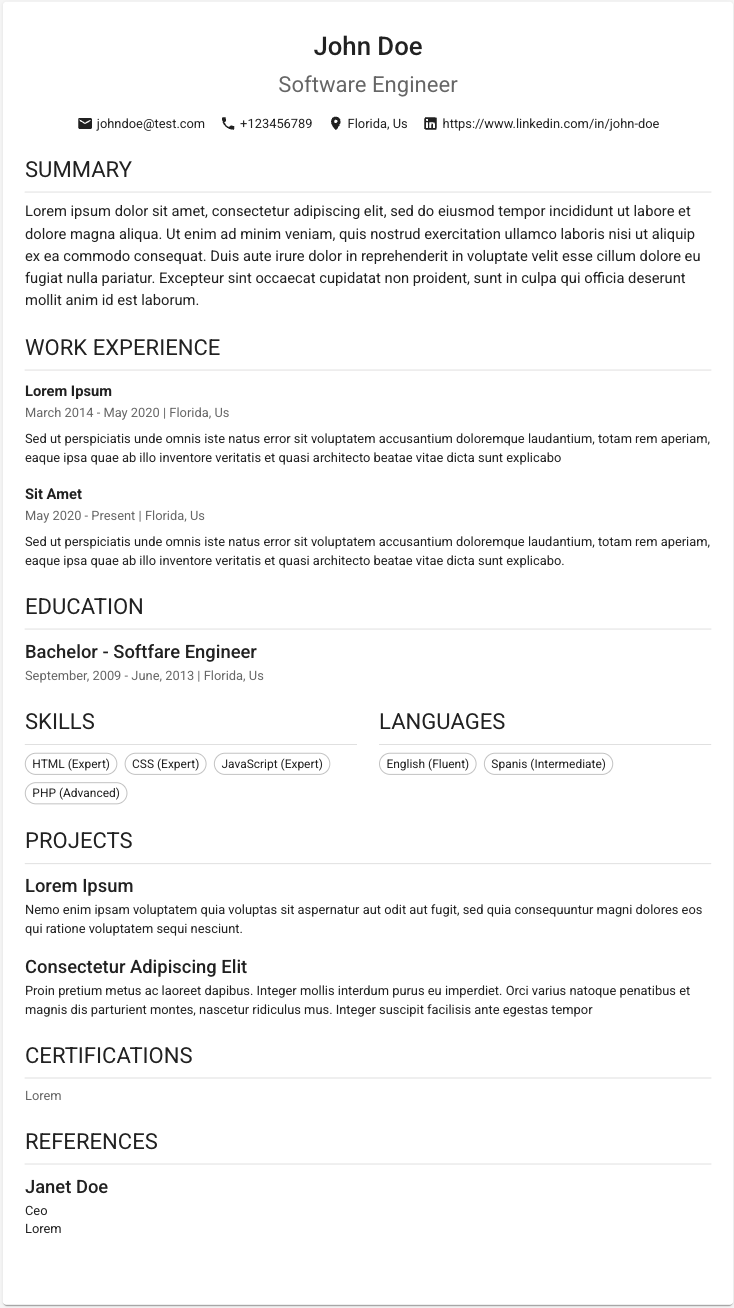 John Doe
Software Engineer
johndoe@test.com +123456789 Florida, Us https://www.linkedin.com/in/john-doe
SUMMARY
Lorem ipsum dolor sit amet, consectetur adipiscing elit, sed do eiusmod tempor incididunt ut labore et
dolore magna aliqua. Ut enim ad minim veniam, quis nostrud exercitation ullamco laboris nisi ut aliquip
ex ea commodo consequat. Duis aute irure dolor in reprehenderit in voluptate velit esse cillum dolore eu
fugiat nulla pariatur. Excepteur sint occaecat cupidatat non proident, sunt in culpa qui officia deserunt
mollit anim id est laborum.
WORK EXPERIENCE
Lorem Ipsum
March 2014 - May 2020 | Florida, Us
Sed ut perspiciatis unde omnis iste natus error sit voluptatem accusantium doloremque laudantium, totam rem aperiam,
eaque ipsa quae ab illo inventore veritatis et quasi architecto beatae vitae dicta sunt explicabo
Sit Amet
May 2020 - Present | Florida, Us
Sed ut perspiciatis unde omnis iste natus error sit voluptatem accusantium doloremque laudantium, totam rem aperiam,
eaque ipsa quae ab illo inventore veritatis et quasi architecto beatae vitae dicta sunt explicabo.
EDUCATION
Bachelor - Softfare Engineer
September, 2009 - June, 2013 | Florida, Us
SKILLS
HTML (Expert) CSS (Expert) JavaScript (Expert)
PHP (Advanced)
LANGUAGES
English (Fluent) Spanis (Intermediate)
PROJECTS
Lorem Ipsum
Nemo enim ipsam voluptatem quia voluptas sit aspernatur aut odit aut fugit, sed quia consequuntur magni dolores eos
qui ratione voluptatem sequi nesciunt.
Consectetur Adipiscing Elit
Proin pretium metus ac laoreet dapibus. Integer mollis interdum purus eu imperdiet. Orci varius natoque penatibus et
magnis dis parturient montes, nascetur ridiculus mus. Integer suscipit facilisis ante egestas tempor
CERTIFICATIONS
Lorem
REFERENCES
Janet Doe
Ceo
Lorem